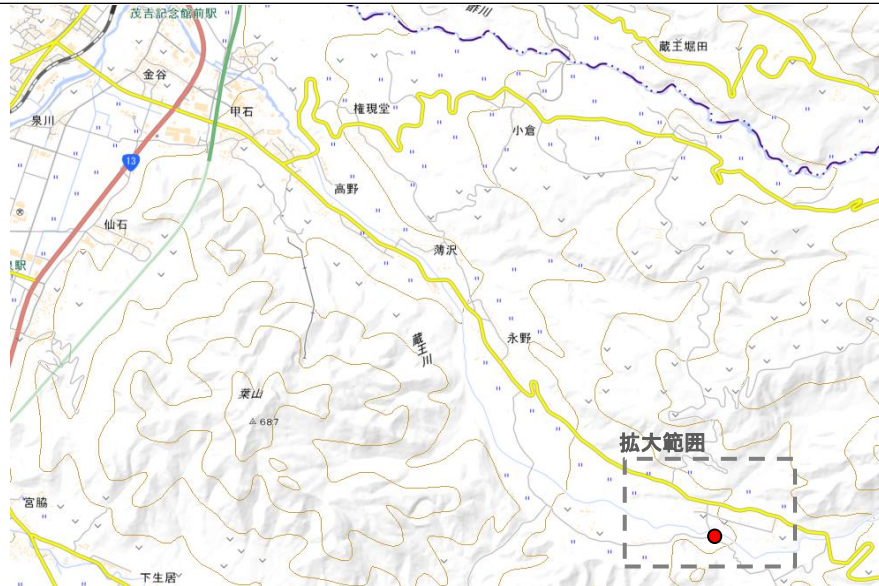 茂吉記念館前駅
酢川
蔵王堀田
金谷
泉川
甲石
権現堂
小倉
13
高野
仙石
薄沢
蔵王川
永野
葉山
687
拡大範囲
宮脇
下生居